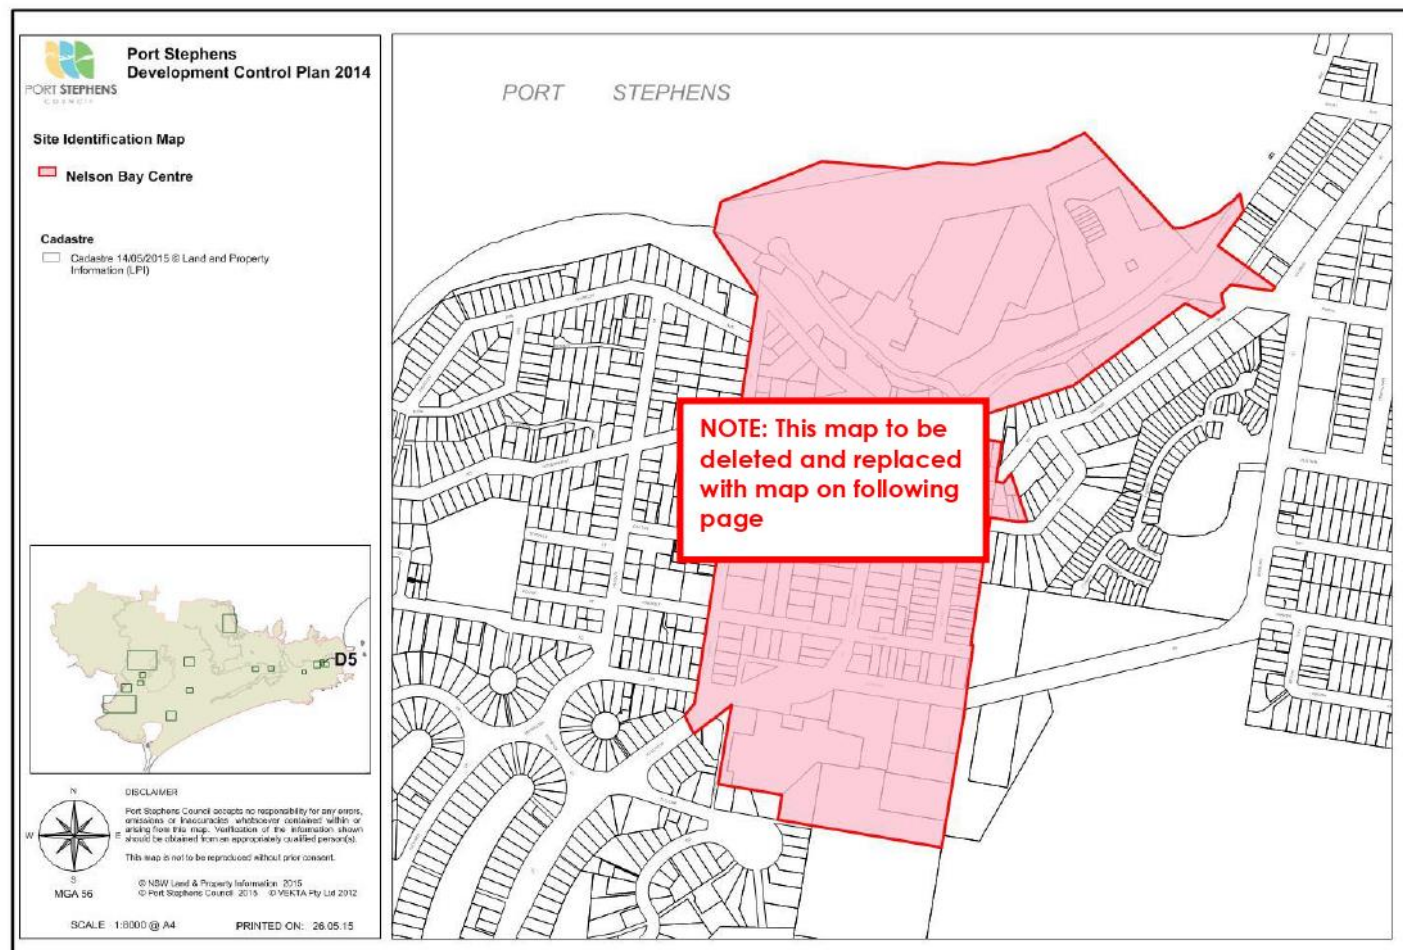 PORT STEPHENS
COUNCIL
Port Stephens
Development Control Plan 2014
Site Identification Map
Nelson Bay Centre
Cadastre
Cadastre 14/05/2015 © Land and Property
Information (LPI)
D5
N
W
E
S
MGA 56
DISCLAIMER
Port Stephens Council accepts no responsibility for any errors,
omissions or inaccuracies whatsoever contained within or
arising from this map. Verification of the information shown
should be obtained from an appropriately qualified person(s).
This map is not to be reproduced without prior consent.
© NSW Land & Property Information 2015
© Port Stephens Council 2015 © VEKTA Pty Ltd 2012
SCALE 1:8000 @ A4
PRINTED ON: 26.05.15
PORT STEPHENS
NOTE: This map to be
deleted and replaced
with map on following
page